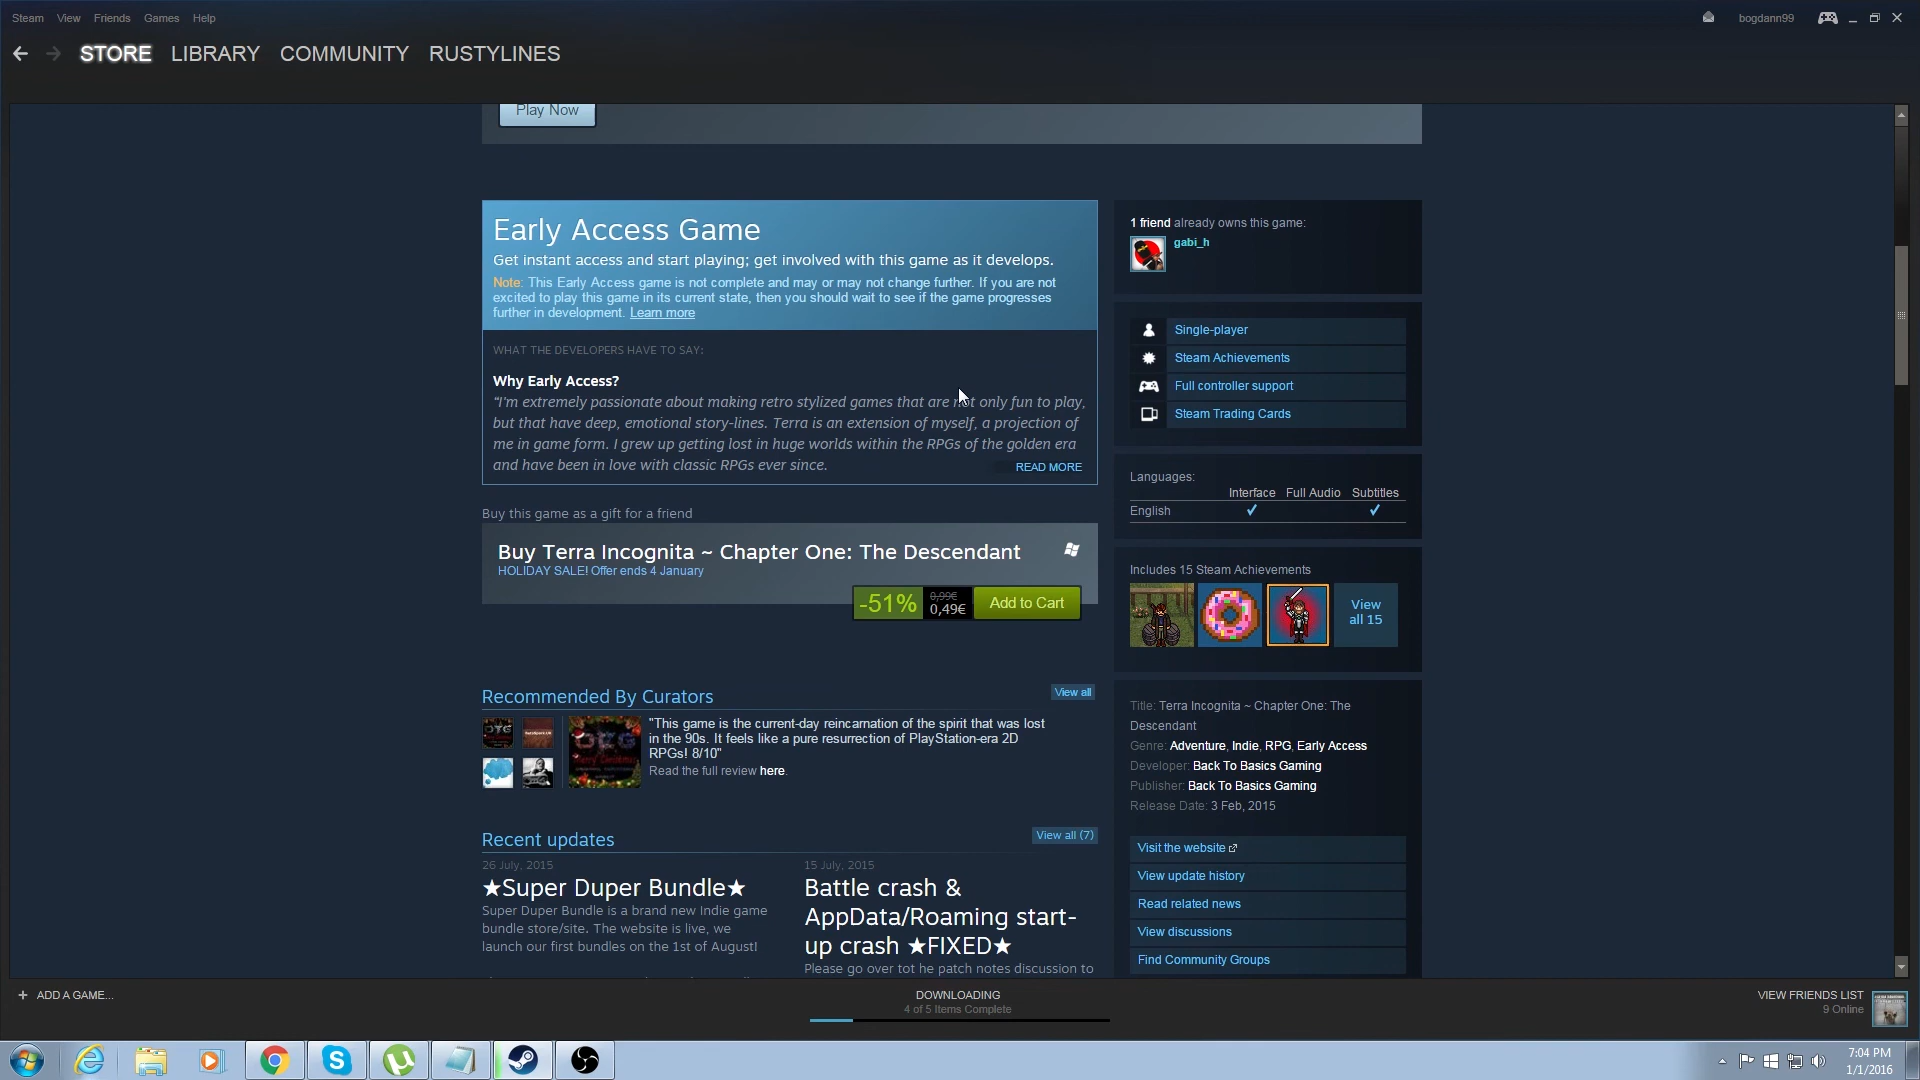 Steam View Friends Games Help
bogdann99
STORE LIBRARY COMMUNITY RUSTYLINES
Play Now
Early Access Game
Get instant access and start playing; get involved with this game as it develops.
Note: This Early Access game is not complete and may or may not change further. If you are not
excited to play this game in its current state, then you should wait to see if the game progresses
further in development. Learn more
WHAT THE DEVELOPERS HAVE TO SAY:
Why Early Access?
“I'm extremely passionate about making retro stylized games that are not only fun to play,
but that have deep, emotional story-lines. Terra is an extension of myself, a projection of
me in game form. I grew up getting lost in huge worlds within the RPGs of the golden era
and have been in love with classic RPGs ever since.
READ MORE
Buy this game as a gift for a friend
Buy Terra Incognita ~ Chapter One: The Descendant
HOLIDAY SALE! Offer ends 4 January
-51%
0,99€
0,49€
Add to Cart
Recommended By Curators
View all
"This game is the current-day reincarnation of the spirit that was lost
in the 90s. It feels like a pure resurrection of PlayStation-era 2D
RPGs! 8/10"
Read the full review here.
Recent updates
View all (7)
26 July, 2015
★Super Duper Bundle★
Super Duper Bundle is a brand new Indie game
bundle store/site. The website is live, we
launch our first bundles on the 1st of August!
15 July, 2015
Battle crash &
AppData/Roaming start-
up crash ★FIXED★
Please go over tot he patch notes discussion to
1 friend already owns this game:
gabi_h
Single-player
Steam Achievements
Full controller support
Steam Trading Cards
Languages:
Interface Full Audio Subtitles
English ✓ ✓
Includes 15 Steam Achievements
View
all 15
Title: Terra Incognita ~ Chapter One: The
Descendant
Genre: Adventure, Indie, RPG, Early Access
Developer: Back To Basics Gaming
Publisher: Back To Basics Gaming
Release Date: 3 Feb, 2015
Visit the website
View update history
Read related news
View discussions
Find Community Groups
+ ADD A GAME...
DOWNLOADING
4 of 5 Items Complete
VIEW FRIENDS LIST
9 Online
7:04 PM
1/1/2016